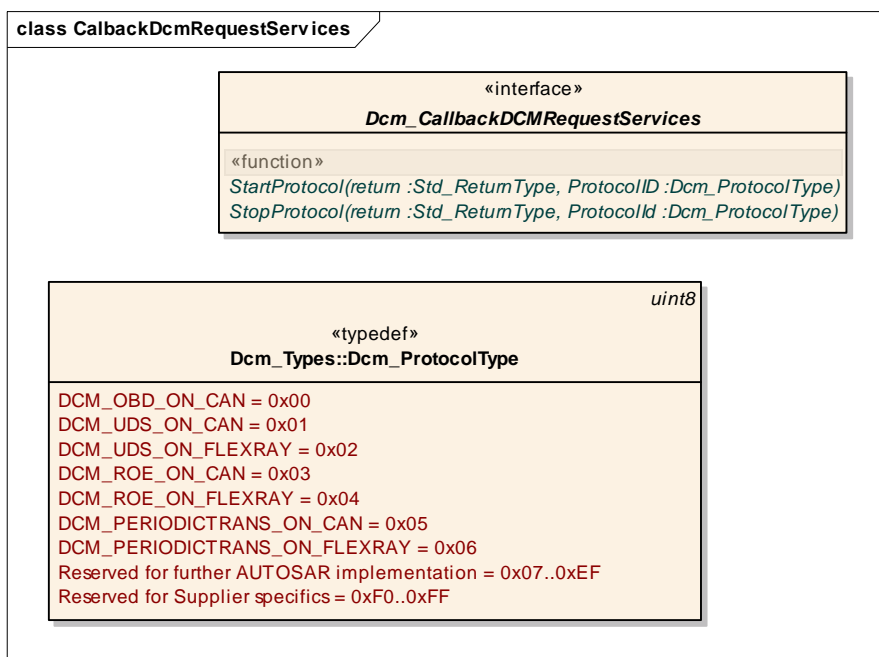 class CalbackDcmRequestServices
«interface»
Dcm_CallbackDCMRequestServices
«function»
StartProtocol(return :Std_ReturnType, ProtocolID :Dcm_ProtocolType)
StopProtocol(return :Std_ReturnType, ProtocolId :Dcm_ProtocolType)
uint8
«typedef»
Dcm_Types::Dcm_ProtocolType
DCM_OBD_ON_CAN = 0x00
DCM_UDS_ON_CAN = 0x01
DCM_UDS_ON_FLEXRAY = 0x02
DCM_ROE_ON_CAN = 0x03
DCM_ROE_ON_FLEXRAY = 0x04
DCM_PERIODICTRANS_ON_CAN = 0x05
DCM_PERIODICTRANS_ON_FLEXRAY = 0x06
Reserved for further AUTOSAR implementation = 0x07..0xEF
Reserved for Supplier specifics = 0xF0..0xFF